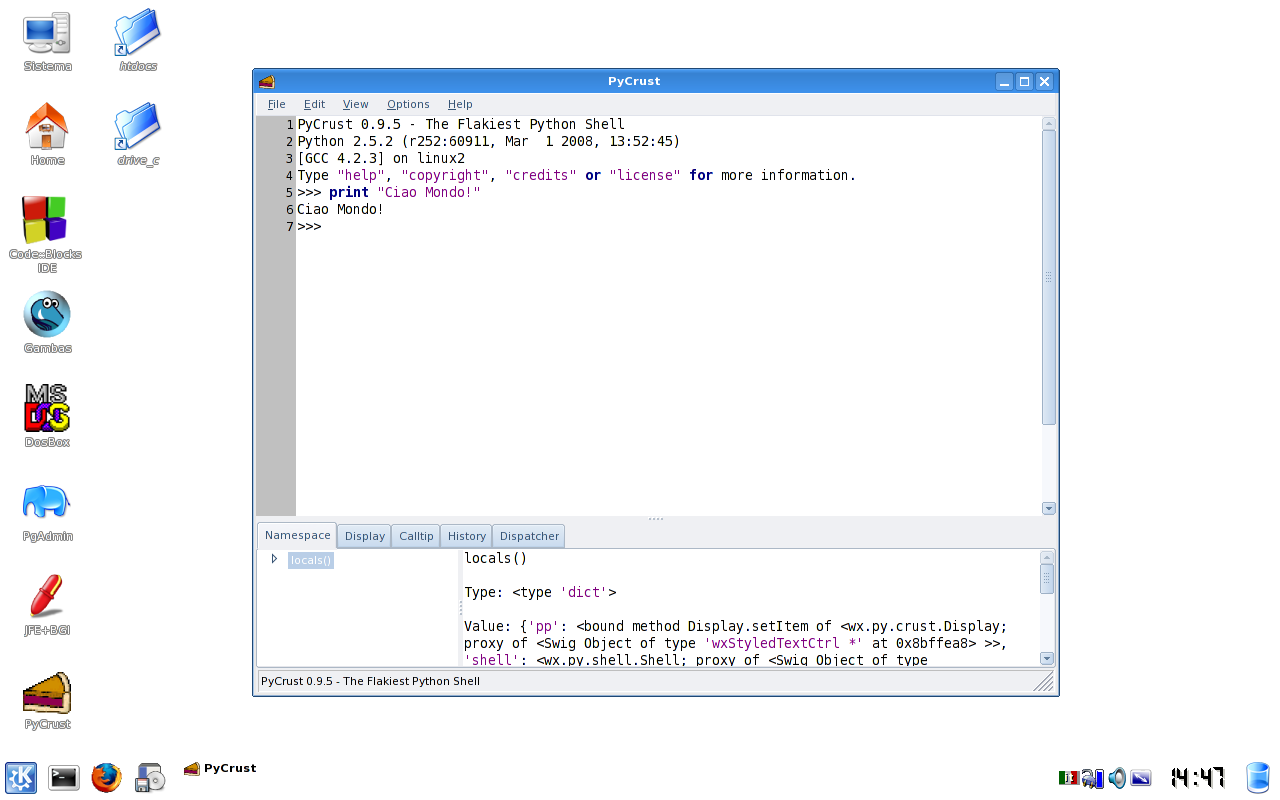 Sistema
htdocs
Home
drive_c
Code::Blocks
IDE
Gambas
MS
DOS
DosBox
PgAdmin
JFE+BGI
PyCrust
PyCrust
File Edit View Options Help
1 PyCrust 0.9.5 - The Flakiest Python Shell
2 Python 2.5.2 (r252:60911, Mar  1 2008, 13:52:45)
3 [GCC 4.2.3] on linux2
4 Type "help", "copyright", "credits" or "license" for more information.
5 >>> print "Ciao Mondo!"
6 Ciao Mondo!
7 >>>
Namespace Display Calltip History Dispatcher
locals()
locals()
Type: <type 'dict'>
Value: {'pp': <bound method Display.setItem of <wx.py.crust.Display;
proxy of <Swig Object of type 'wxStyledTextCtrl *' at 0x8bffea8> >>,
'shell': <wx.py.shell.Shell; proxy of <Swig Object of type
PyCrust 0.9.5 - The Flakiest Python Shell
K
>_
PyCrust
14:47